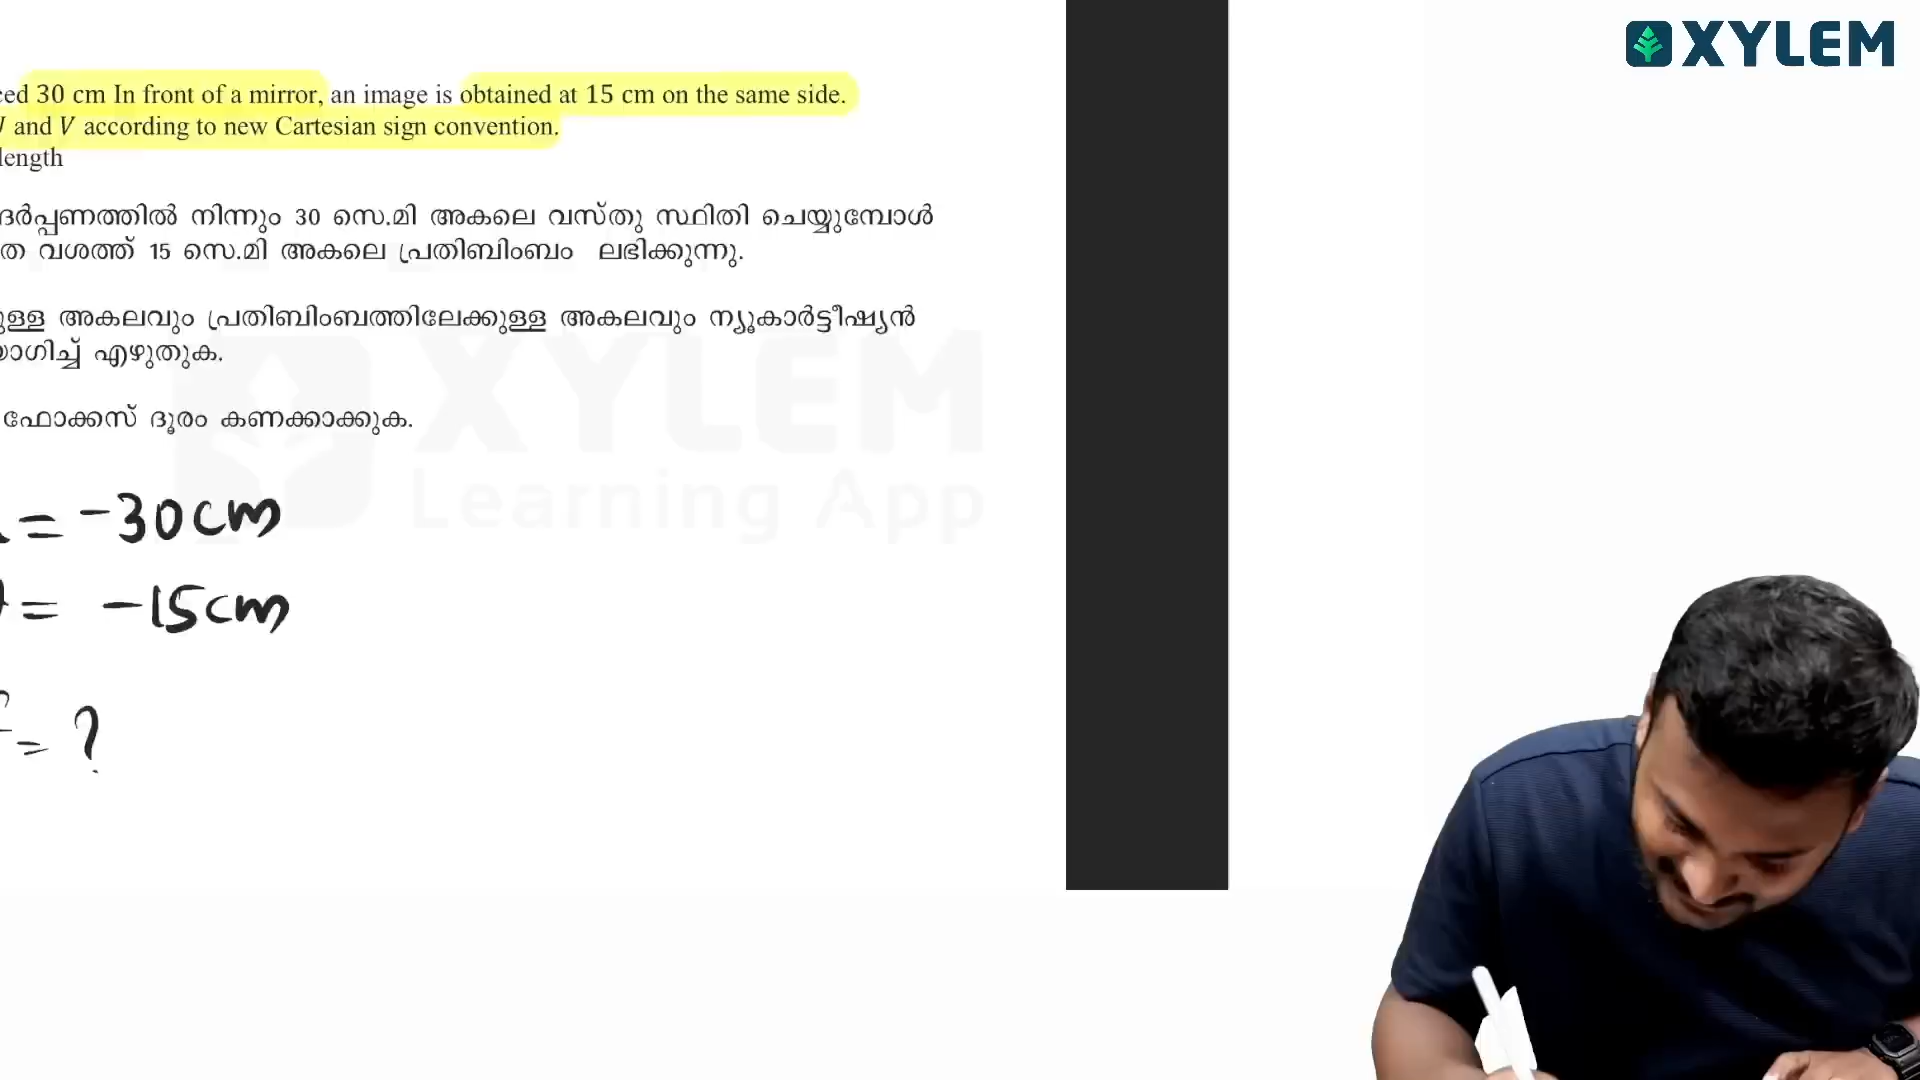 XYLEM
ced 30 cm In front of a mirror, an image is obtained at 15 cm on the same side.
and V according to new Cartesian sign convention.
length
ദർപ്പണത്തിൽ നിന്നും 30 സെ.മി അകലെ വസ്തു സ്ഥിതി ചെയ്യുമ്പോൾ
ത വശത്ത് 15 സെ.മി അകലെ പ്രതിബിംബം ലഭിക്കുന്നു.
ള്ള അകലവും പ്രതിബിംബത്തിലേക്കുള്ള അകലവും ന്യൂകാർട്ടീഷ്യൻ
യോഗിച്ച് എഴുതുക.
ഫോക്കസ് ദൂരം കണക്കാക്കുക.
XYLEM
Learning App
= -30cm
= -15cm
= ?